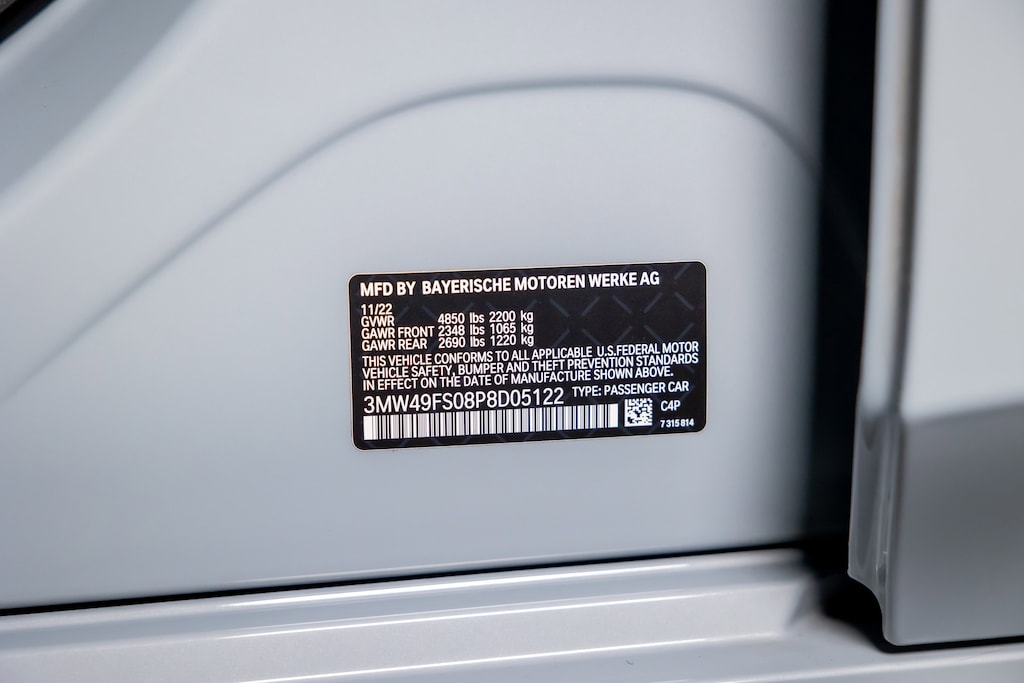 MFD BY BAYERISCHE MOTOREN WERKE AG
11/22
GVWR 4850 lbs 2200 kg
GAWR FRONT 2348 lbs 1065 kg
GAWR REAR 2690 lbs 1220 kg
THIS VEHICLE CONFORMS TO ALL APPLICABLE U.S.FEDERAL MOTOR
VEHICLE SAFETY, BUMPER AND THEFT PREVENTION STANDARDS
IN EFFECT ON THE DATE OF MANUFACTURE SHOWN ABOVE.
3MW49FS08P8D05122 TYPE: PASSENGER CAR
C4P
7 315 814